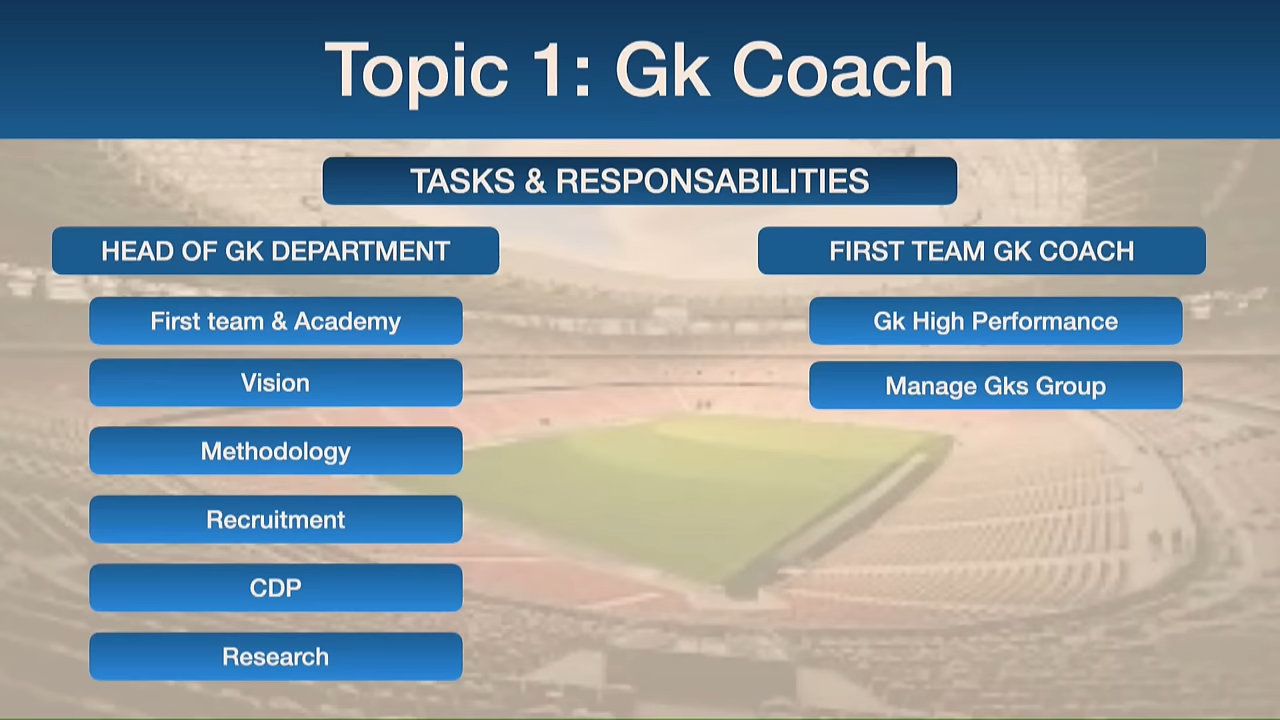 Topic 1: Gk Coach
TASKS & RESPONSABILITIES
HEAD OF GK DEPARTMENT
First team & Academy
Vision
Methodology
Recruitment
CDP
Research
FIRST TEAM GK COACH
Gk High Performance
Manage Gks Group